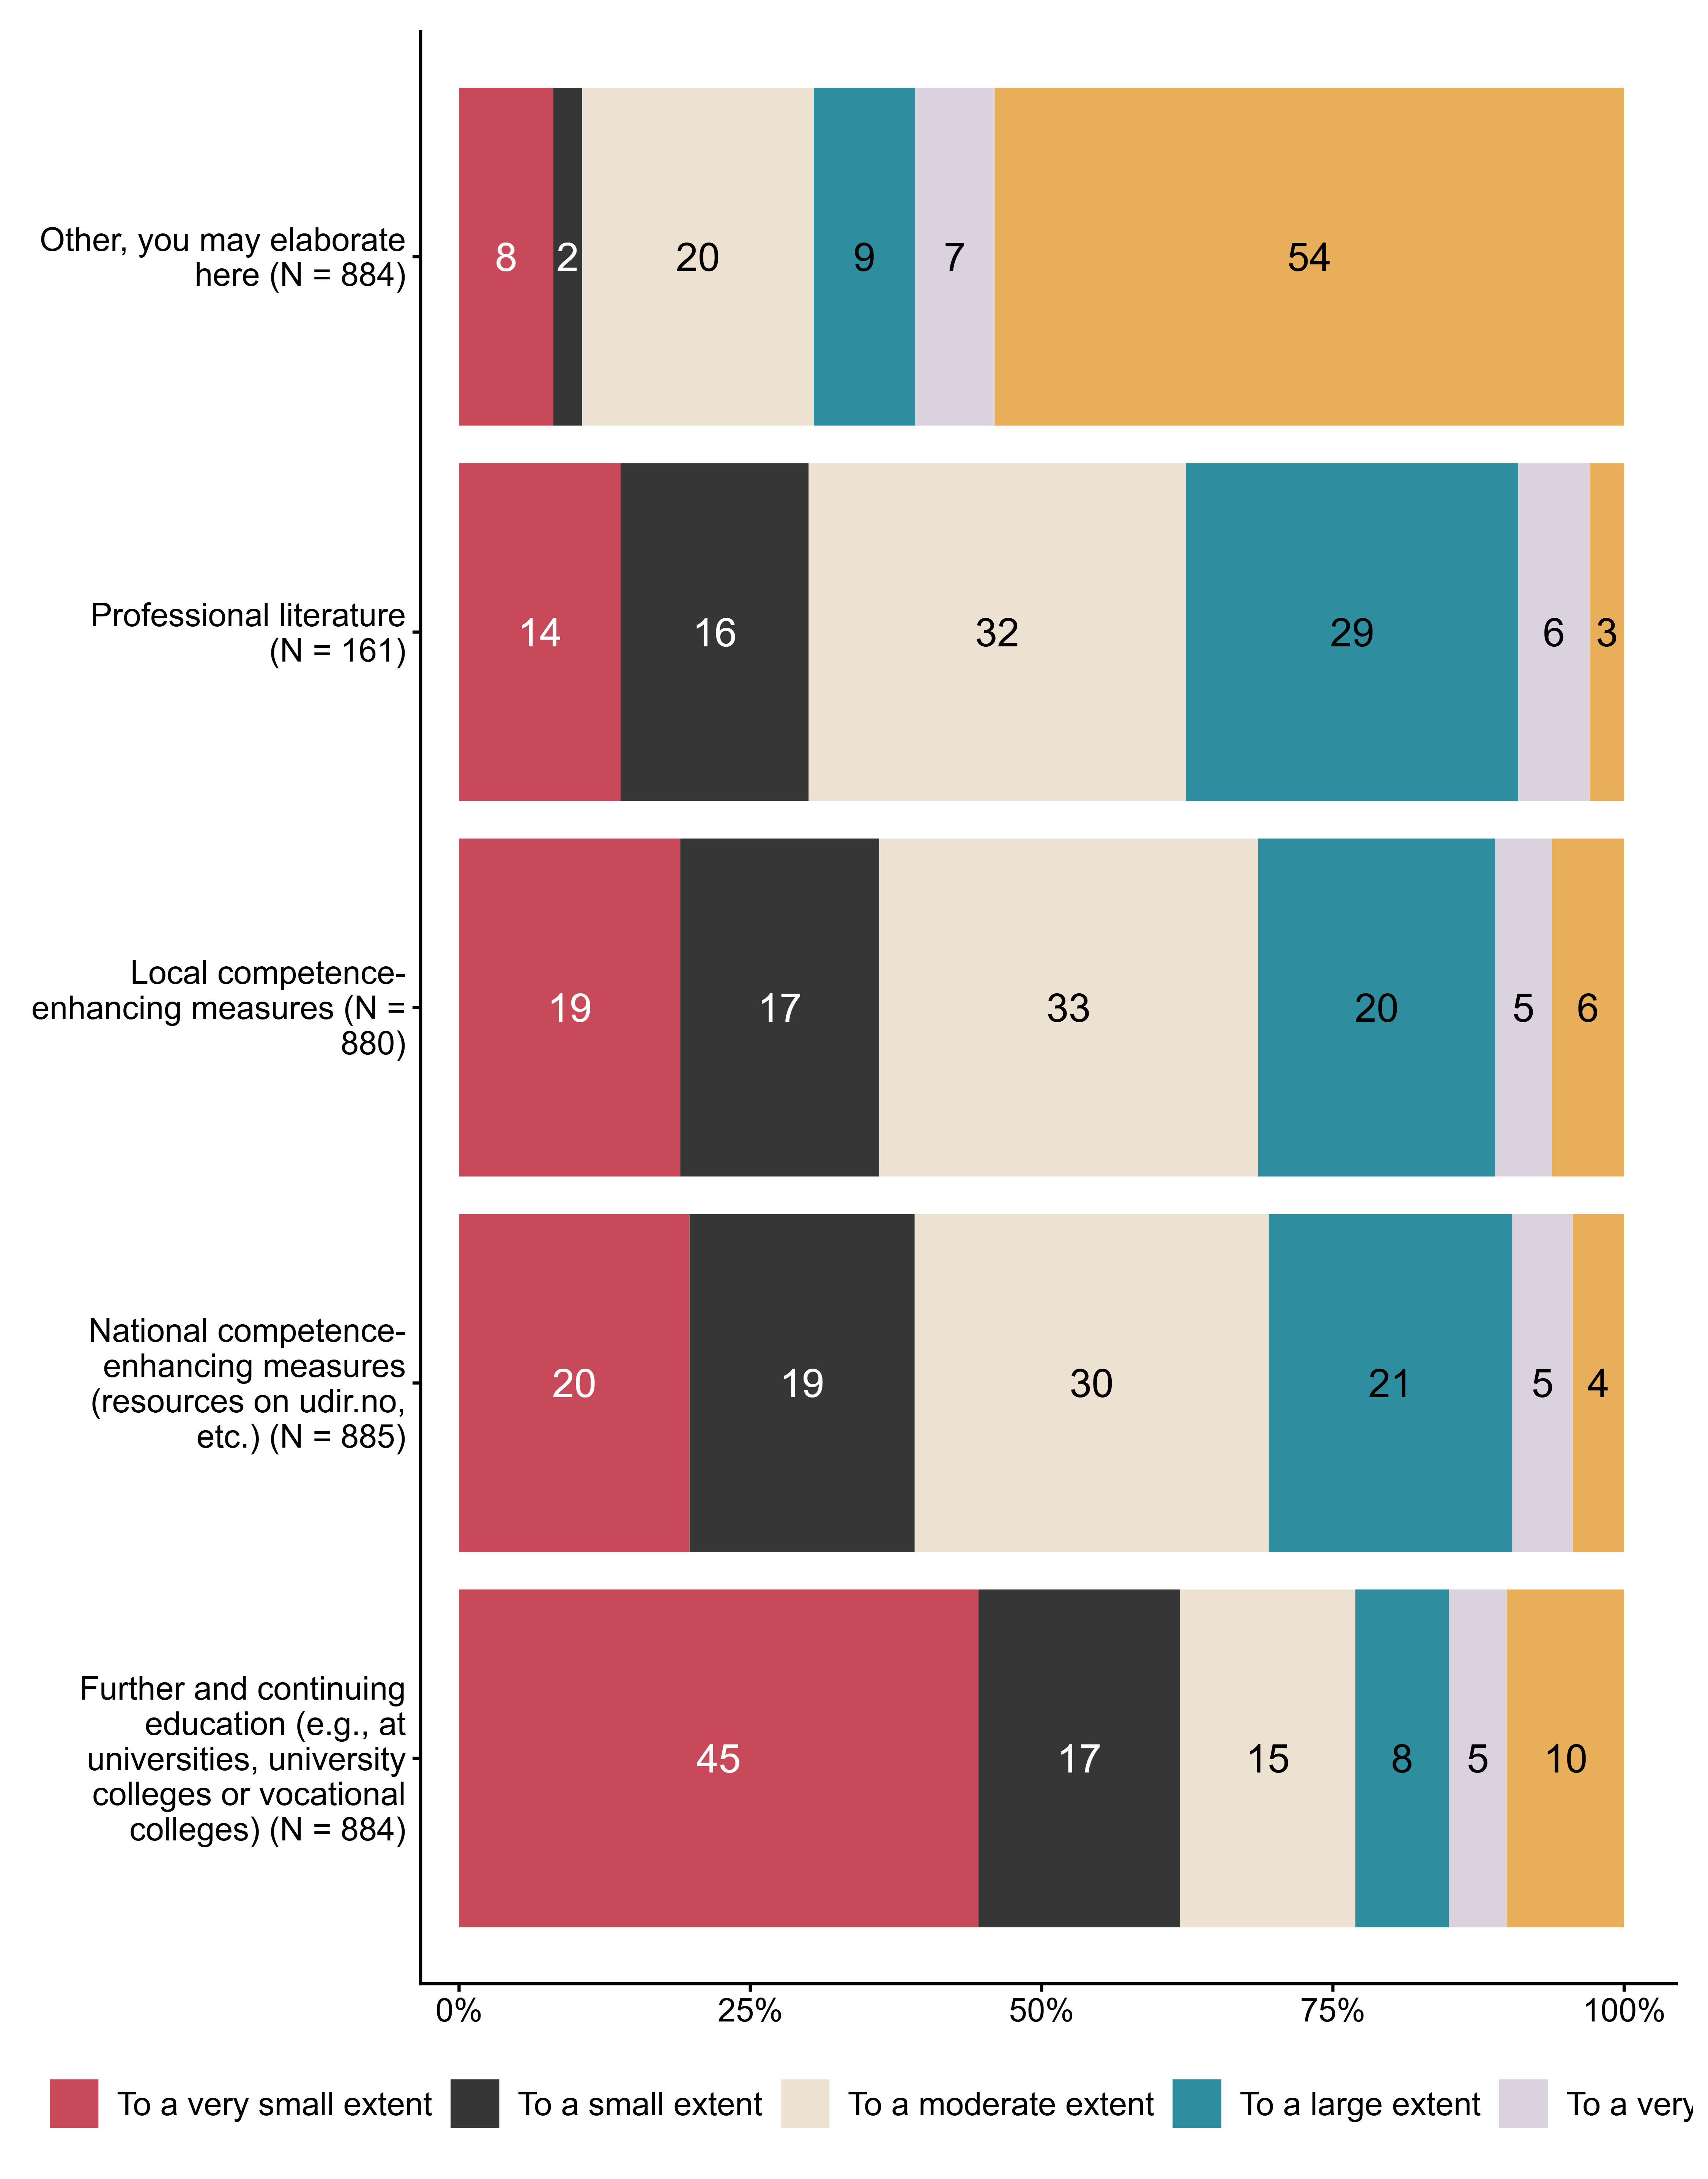 Other, you may elaborate
here (N = 884)
8 2 20 9 7 54
Professional literature
(N = 161)
14 16 32 29 6 3
Local competence-
enhancing measures (N =
880)
19 17 33 20 5 6
National competence-
enhancing measures
(resources on udir.no,
etc.) (N = 885)
20 19 30 21 5 4
Further and continuing
education (e.g., at
universities, university
colleges or vocational
colleges) (N = 884)
45 17 15 8 5 10
0% 25% 50% 75% 100%
To a very small extent To a small extent To a moderate extent To a large extent To a very